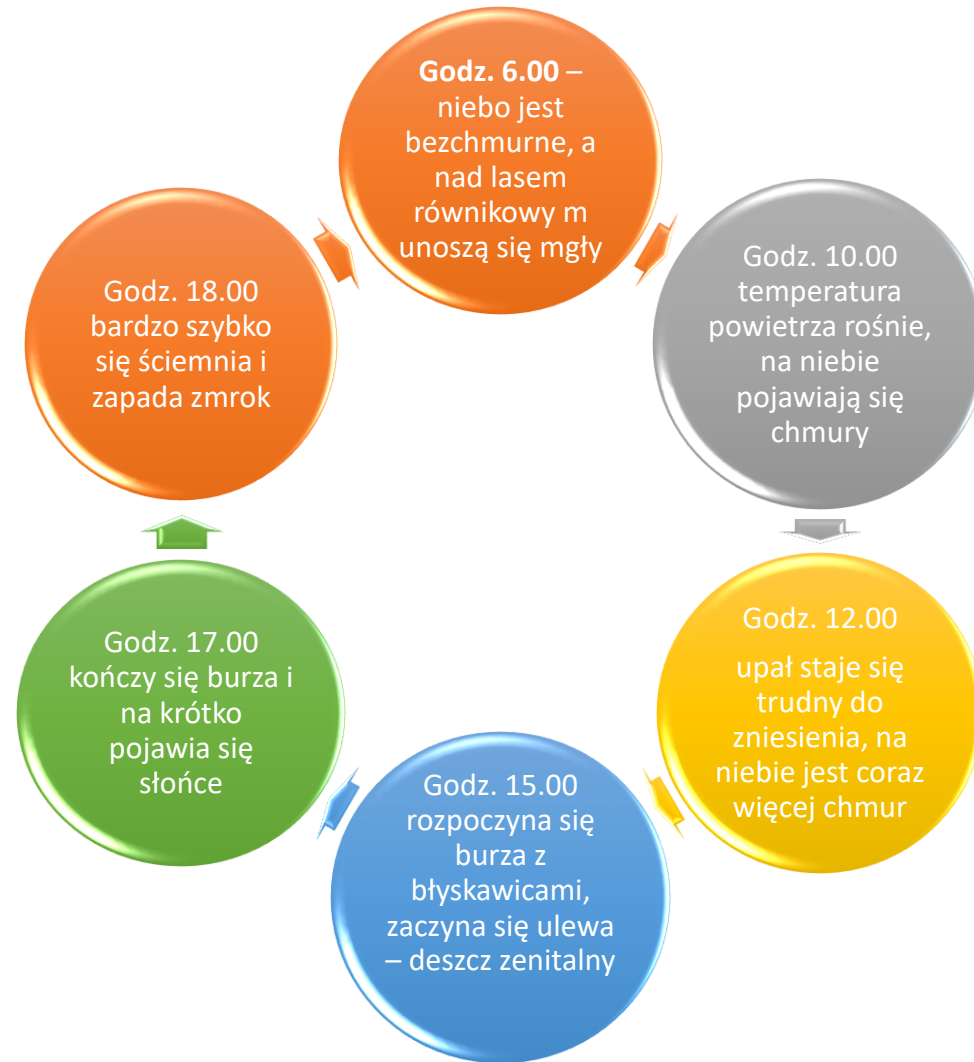 Godz. 6.00 –
niebo jest
bezchmurne, a
nad lasem
równikowy m
unoszą się mgły
Godz. 10.00
temperatura
powietrza rośnie,
na niebie
pojawiają się
chmury
Godz. 12.00
upał staje się
trudny do
zniesienia, na
niebie jest coraz
więcej chmur
Godz. 15.00
rozpoczyna się
burza z
błyskawicami,
zaczyna się ulewa
– deszcz zenitalny
Godz. 17.00
kończy się burza i
na krótko
pojawia się
słońce
Godz. 18.00
bardzo szybko
się ściemnia i
zapada zmrok